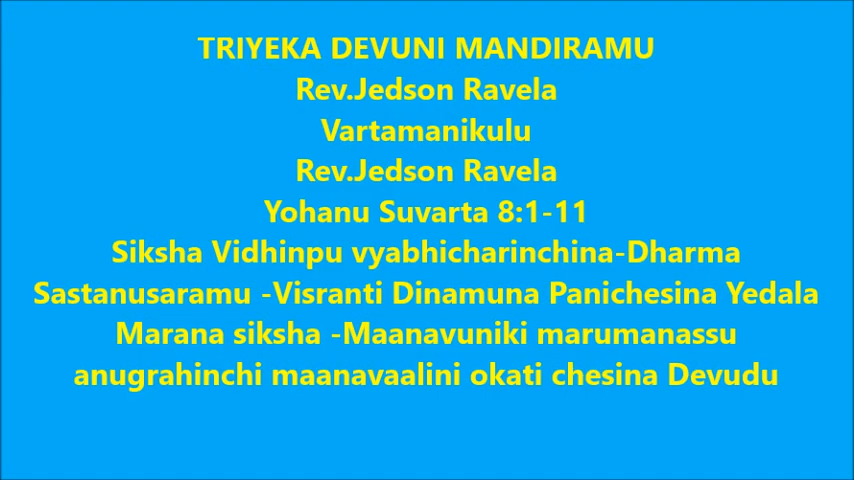 TRIYEKA DEVUNI MANDIRAMU
Rev.Jedson Ravela
Vartamanikulu
Rev.Jedson Ravela
Yohanu Suvarta 8:1-11
Siksha Vidhinpu vyabhicharinchina-Dharma
Sastanusaramu -Visranti Dinamuna Panichesina Yedala
Marana siksha -Maanavuniki marumanassu
anugrahinchi maanavaalini okati chesina Devudu